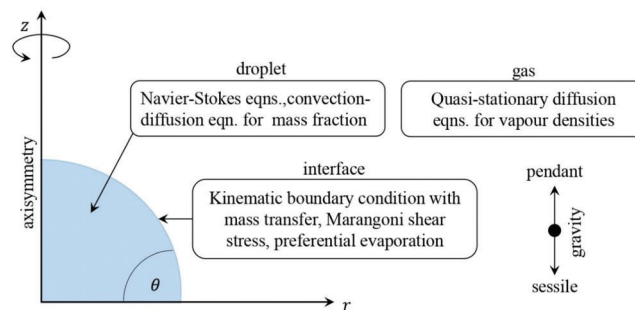 z
droplet
gas
Navier-Stokes eqns.,convection-
diffusion eqn. for mass fraction
Quasi-stationary diffusion
eqns. for vapour densities
axisymmetry
interface
Kinematic boundary condition with
mass transfer, Marangoni shear
stress, preferential evaporation
pendant
gravity
sessile
θ
r